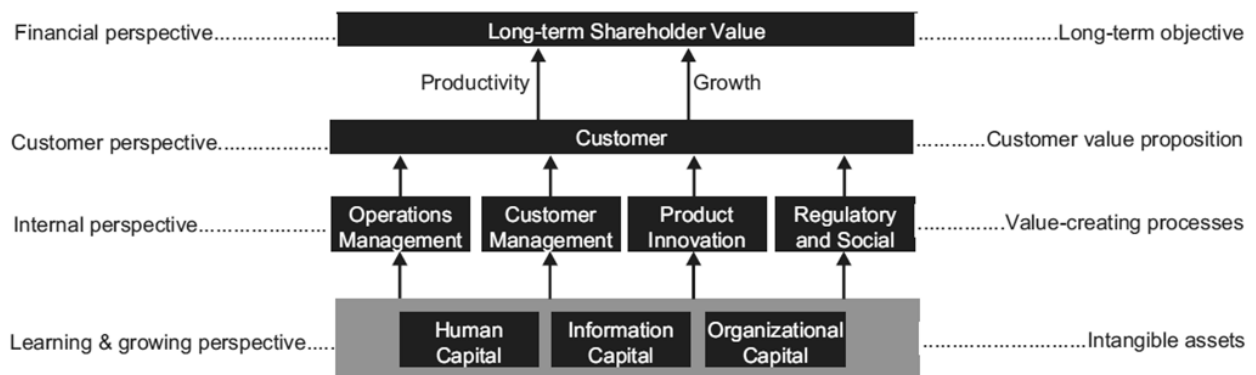 Financial perspective..................... Long-term Shareholder Value ........................Long-term objective
Productivity Growth
Customer perspective................... Customer ............Customer value proposition
Internal perspective...................... Operations Management Customer Management Product Innovation Regulatory and Social ...............Value-creating processes
Learning & growing perspective..... Human Capital Information Capital Organizational Capital ...........................Intangible assets